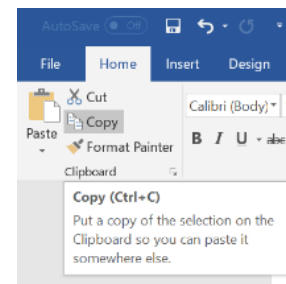 AutoSave Off
File Home Insert Design
Cut
Copy
Format Painter
Paste
Clipboard
Calibri (Body)
B I U abc
Copy (Ctrl+C)
Put a copy of the selection on the
Clipboard so you can paste it
somewhere else.